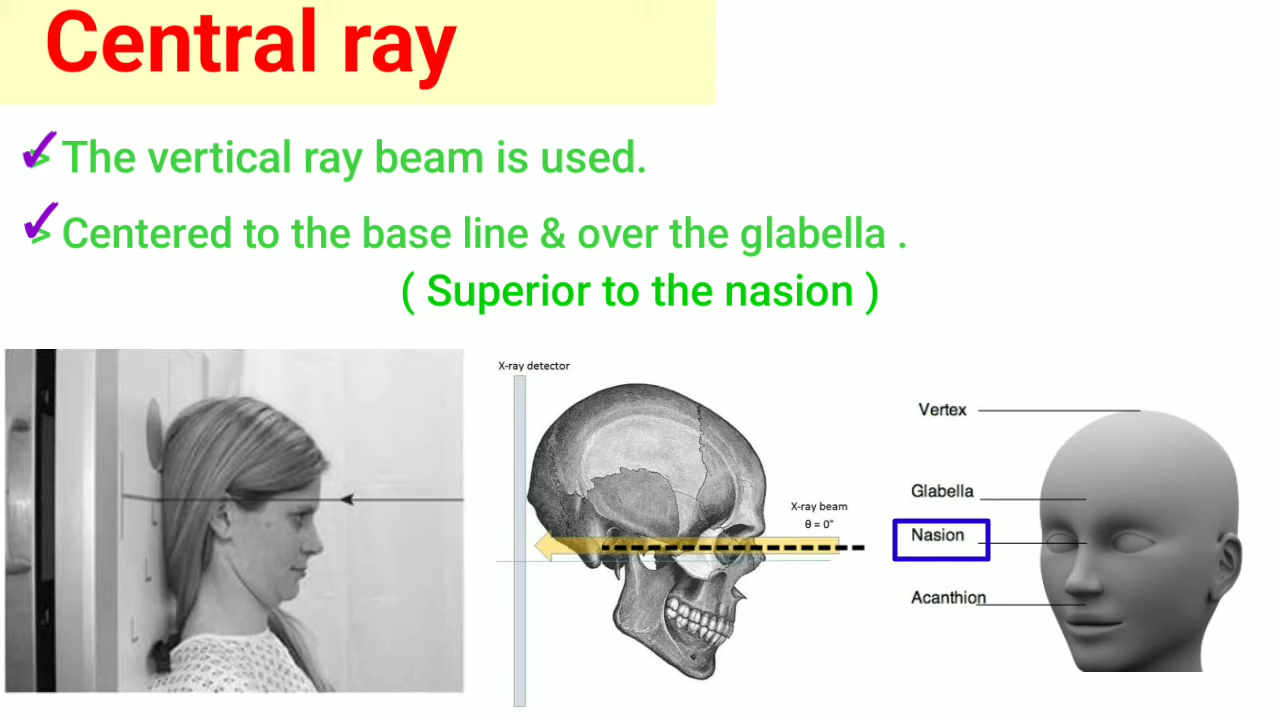 Central ray
✓> The vertical ray beam is used.
✓> Centered to the base line & over the glabella .
( Superior to the nasion )
X-ray detector
X-ray beam
θ = 0°
Vertex
Glabella
Nasion
Acanthion